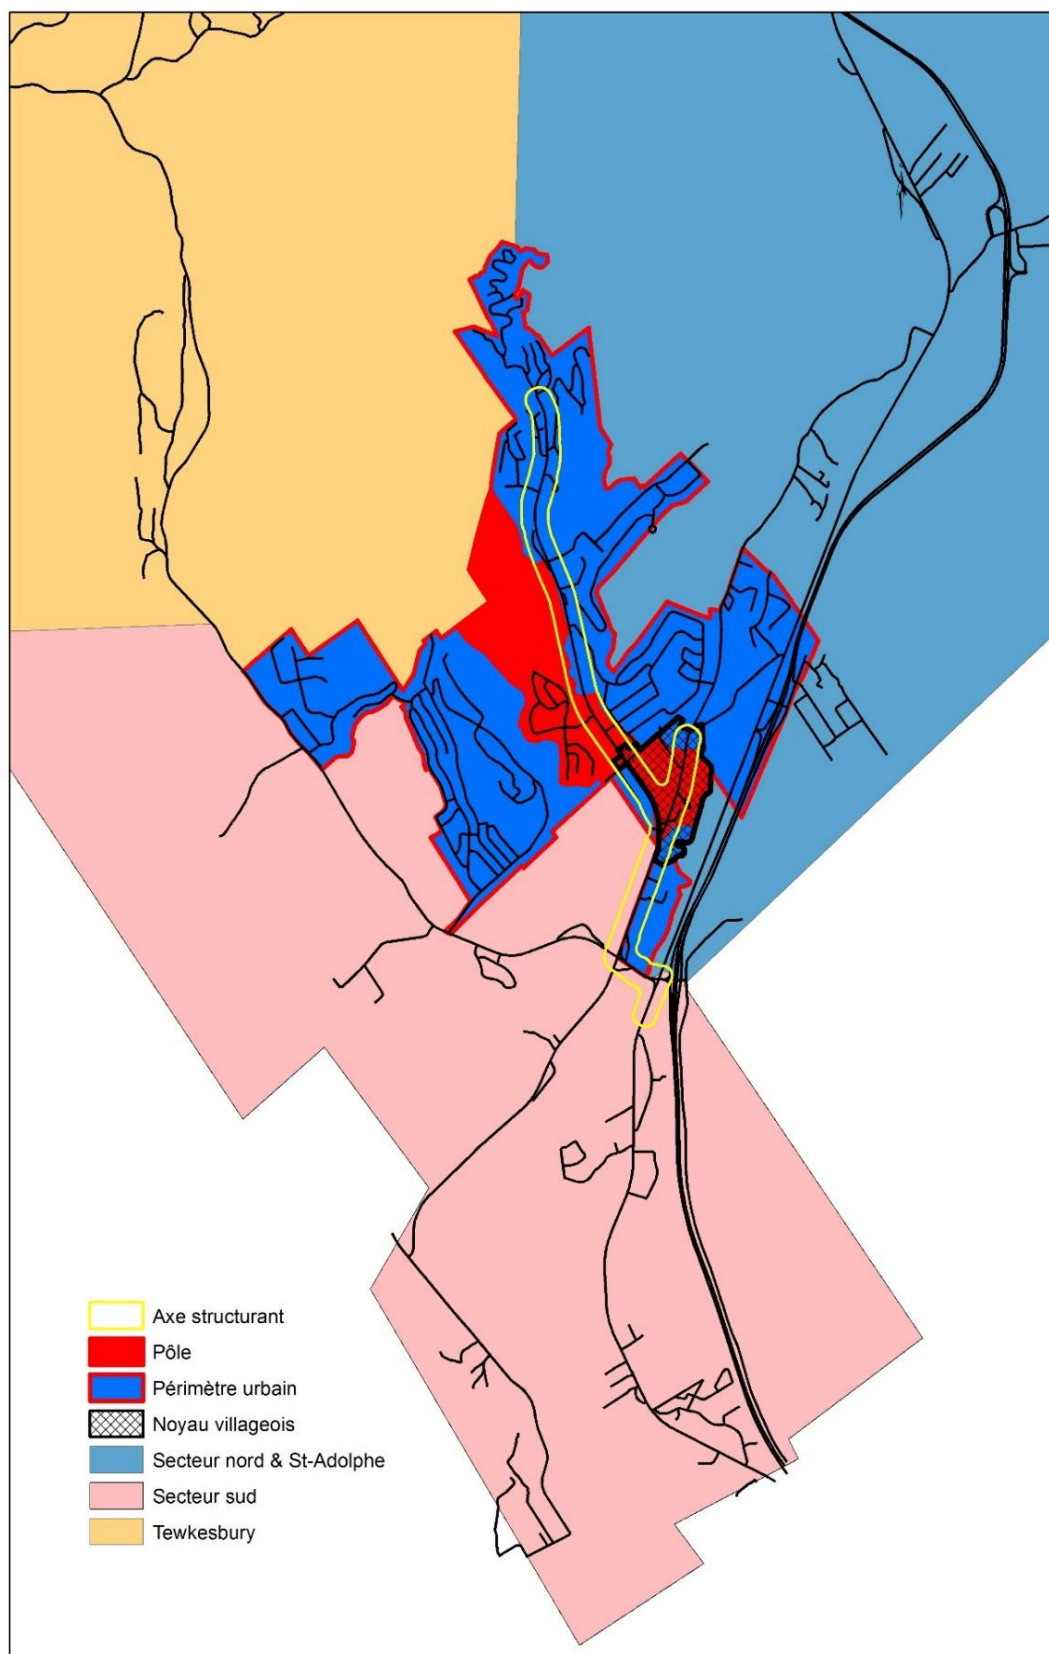 Axe structurant
Pôle
Périmètre urbain
Noyau villageois
Secteur nord & St-Adolphe
Secteur sud
Tewkesbury